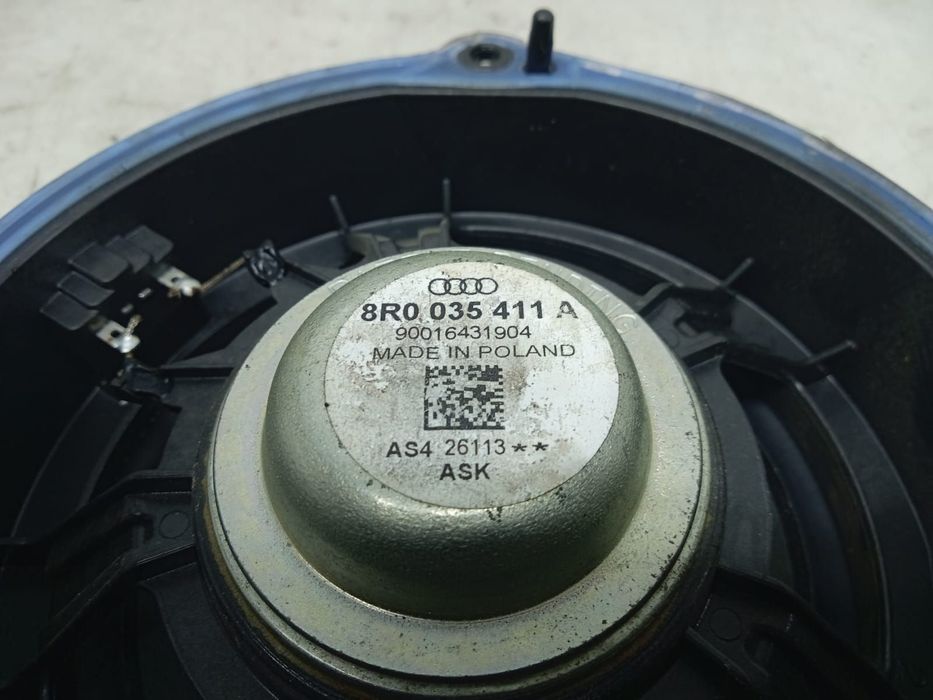 8R0 035 411 A
90016431904
MADE IN POLAND
AS4 26113 **
ASK